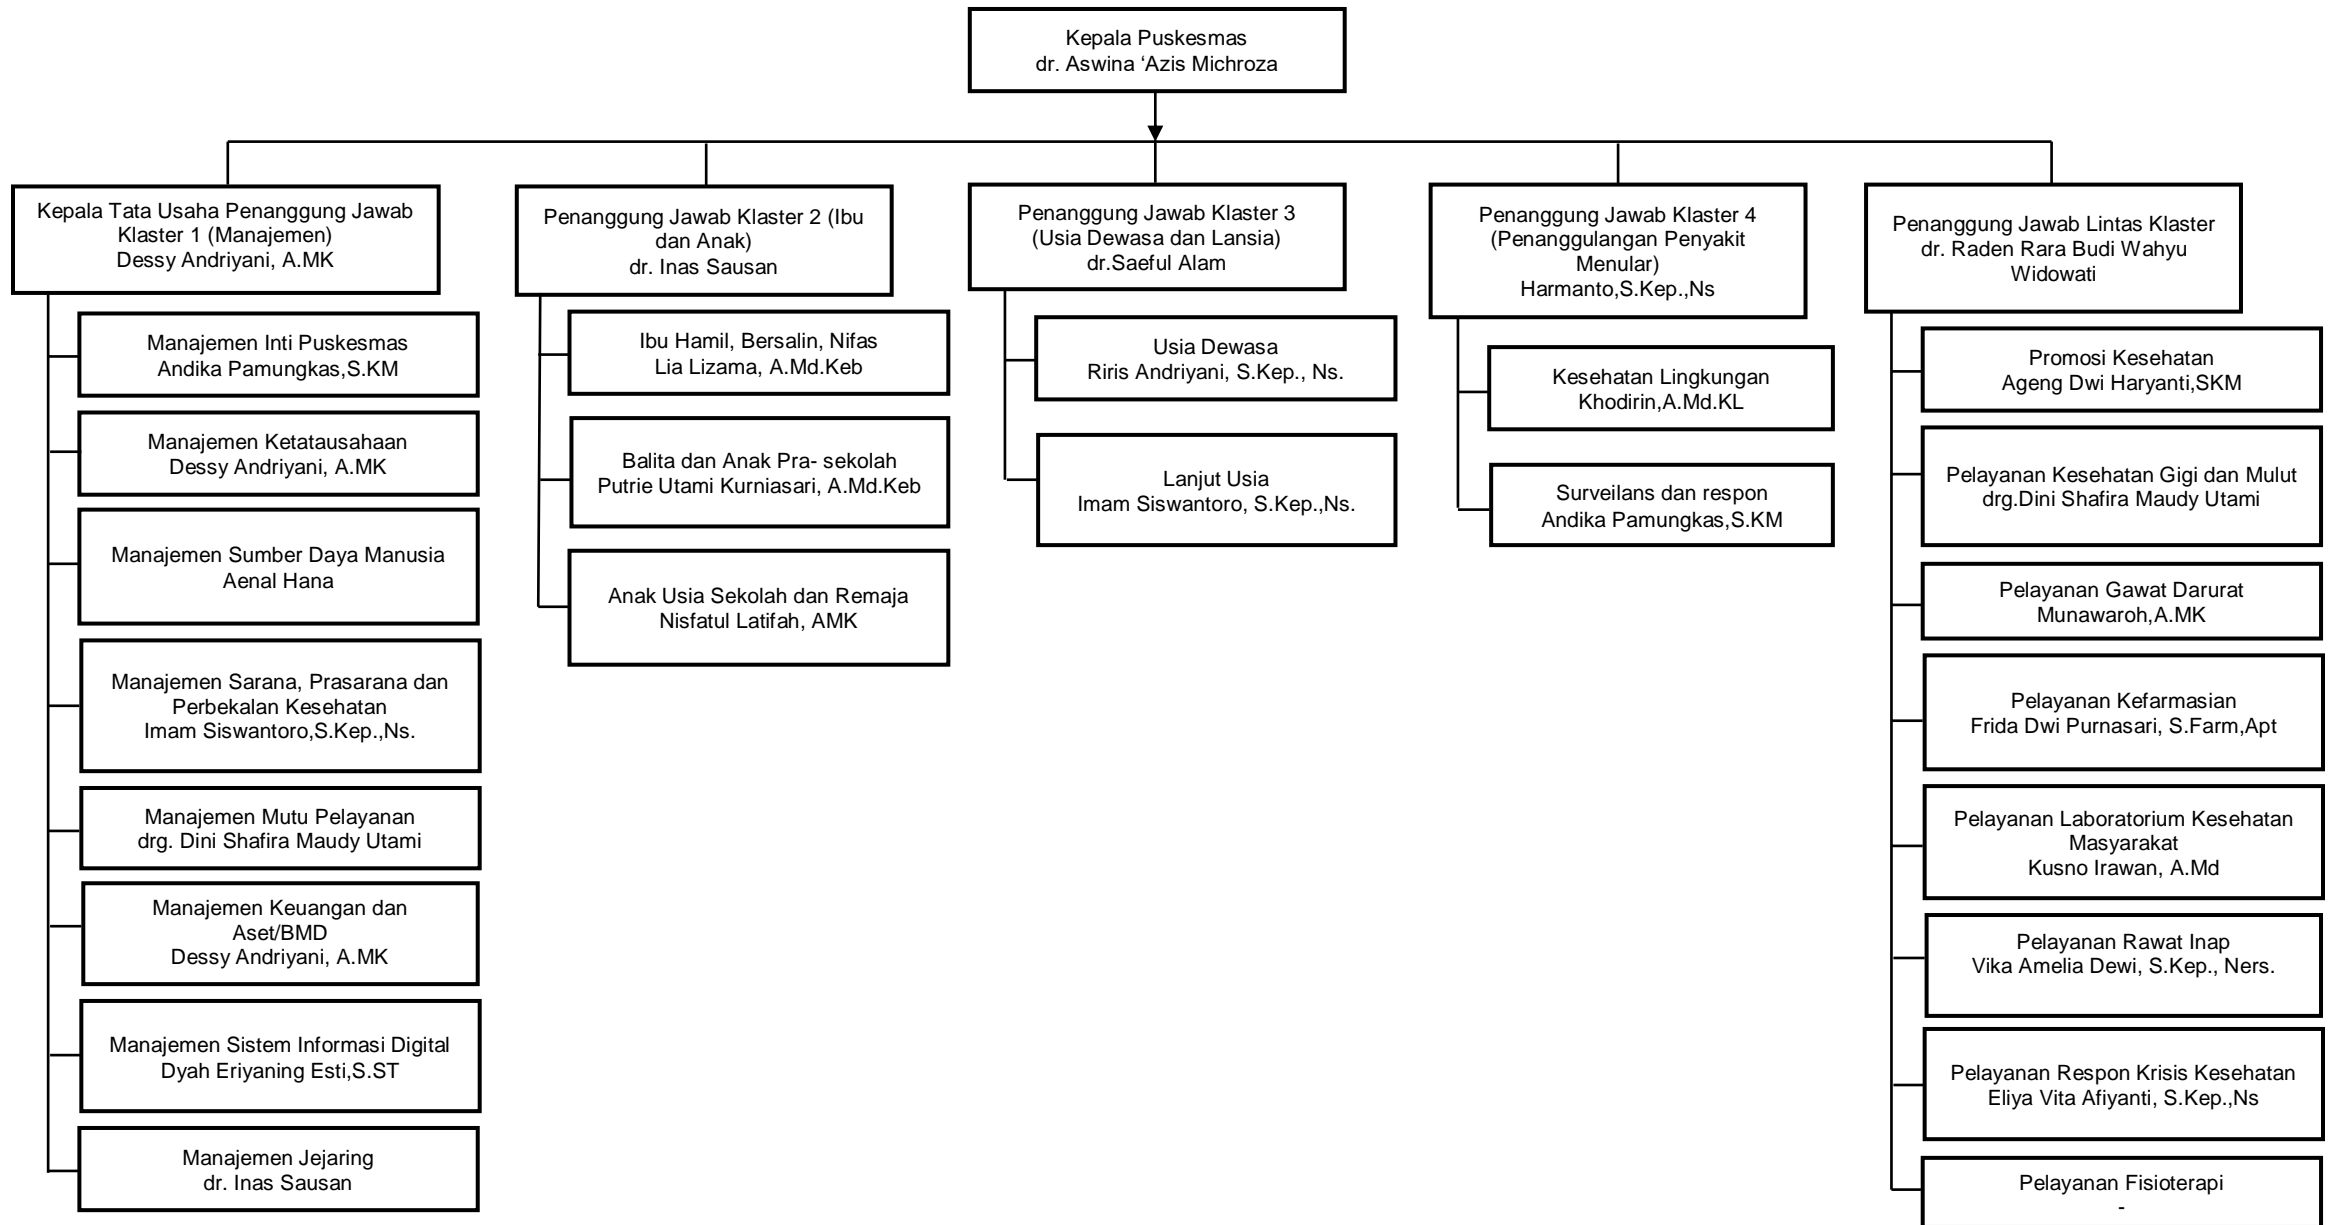 Kepala Puskesmas
dr. Aswina ‘Azis Michroza
Kepala Tata Usaha Penanggung Jawab
Klaster 1 (Manajemen)
Dessy Andriyani, A.MK
Manajemen Inti Puskesmas
Andika Pamungkas,S.KM
Manajemen Ketatausahaan
Dessy Andriyani, A.MK
Manajemen Sumber Daya Manusia
Aenal Hana
Manajemen Sarana, Prasarana dan
Perbekalan Kesehatan
Imam Siswantoro,S.Kep.,Ns.
Manajemen Mutu Pelayanan
drg. Dini Shafira Maudy Utami
Manajemen Keuangan dan
Aset/BMD
Dessy Andriyani, A.MK
Manajemen Sistem Informasi Digital
Dyah Eriyaning Esti,S.ST
Manajemen Jejaring
dr. Inas Sausan
Penanggung Jawab Klaster 2 (Ibu
dan Anak)
dr. Inas Sausan
Ibu Hamil, Bersalin, Nifas
Lia Lizama, A.Md.Keb
Balita dan Anak Pra- sekolah
Putrie Utami Kurniasari, A.Md.Keb
Anak Usia Sekolah dan Remaja
Nisfatul Latifah, AMK
Penanggung Jawab Klaster 3
(Usia Dewasa dan Lansia)
dr.Saeful Alam
Usia Dewasa
Riris Andriyani, S.Kep., Ns.
Lanjut Usia
Imam Siswantoro, S.Kep.,Ns.
Penanggung Jawab Klaster 4
(Penanggulangan Penyakit
Menular)
Harmanto,S.Kep.,Ns
Kesehatan Lingkungan
Khodirin,A.Md.KL
Surveilans dan respon
Andika Pamungkas,S.KM
Penanggung Jawab Lintas Klaster
dr. Raden Rara Budi Wahyu
Widowati
Promosi Kesehatan
Ageng Dwi Haryanti,SKM
Pelayanan Kesehatan Gigi dan Mulut
drg.Dini Shafira Maudy Utami
Pelayanan Gawat Darurat
Munawaroh,A.MK
Pelayanan Kefarmasian
Frida Dwi Purnasari, S.Farm,Apt
Pelayanan Laboratorium Kesehatan
Masyarakat
Kusno Irawan, A.Md
Pelayanan Rawat Inap
Vika Amelia Dewi, S.Kep., Ners.
Pelayanan Respon Krisis Kesehatan
Eliya Vita Afiyanti, S.Kep.,Ns
Pelayanan Fisioterapi
-